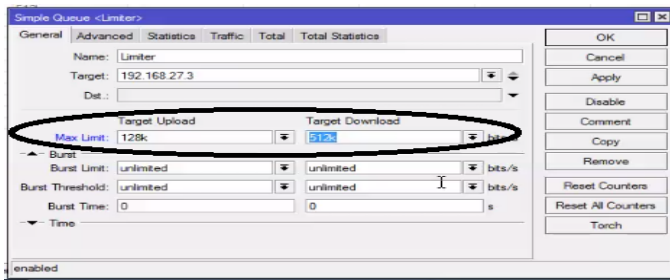 Simple Queue <Limiter>
General Advanced Statistics Traffic Total Total Statistics
Name: Limiter
Target: 192.168.27.3
Dst.:
Target Upload Target Download
Max Limit: 128k 512k bits/s
Burst
Burst Limit: unlimited unlimited bits/s
Burst Threshold: unlimited unlimited bits/s
Burst Time: 0 0 s
Time
OK
Cancel
Apply
Disable
Comment
Copy
Remove
Reset Counters
Reset All Counters
Torch
enabled